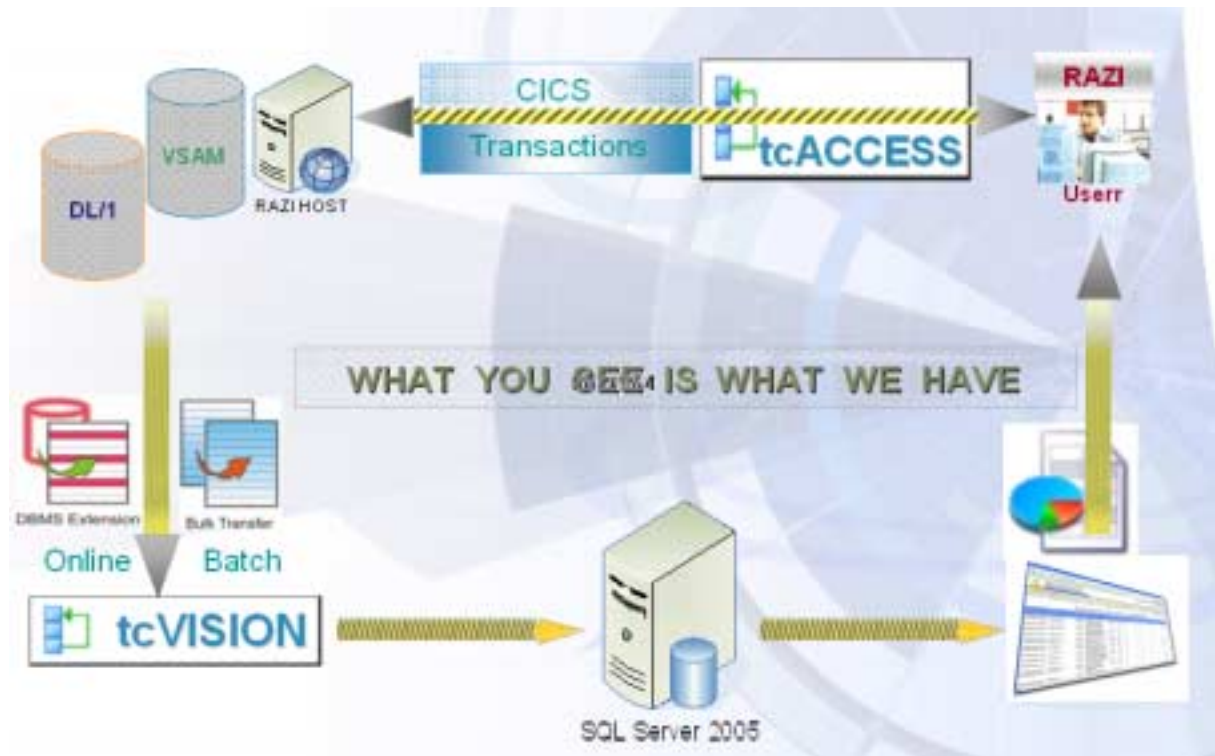 CICS
Transactions
tcACCESS
RAZI
Userr
VSAM
DL/1
RAZI HOST
WHAT YOU SEE IS WHAT WE HAVE
DBMS Extension
Bulk Transfer
Online
Batch
tcVISION
SQL Server 2005